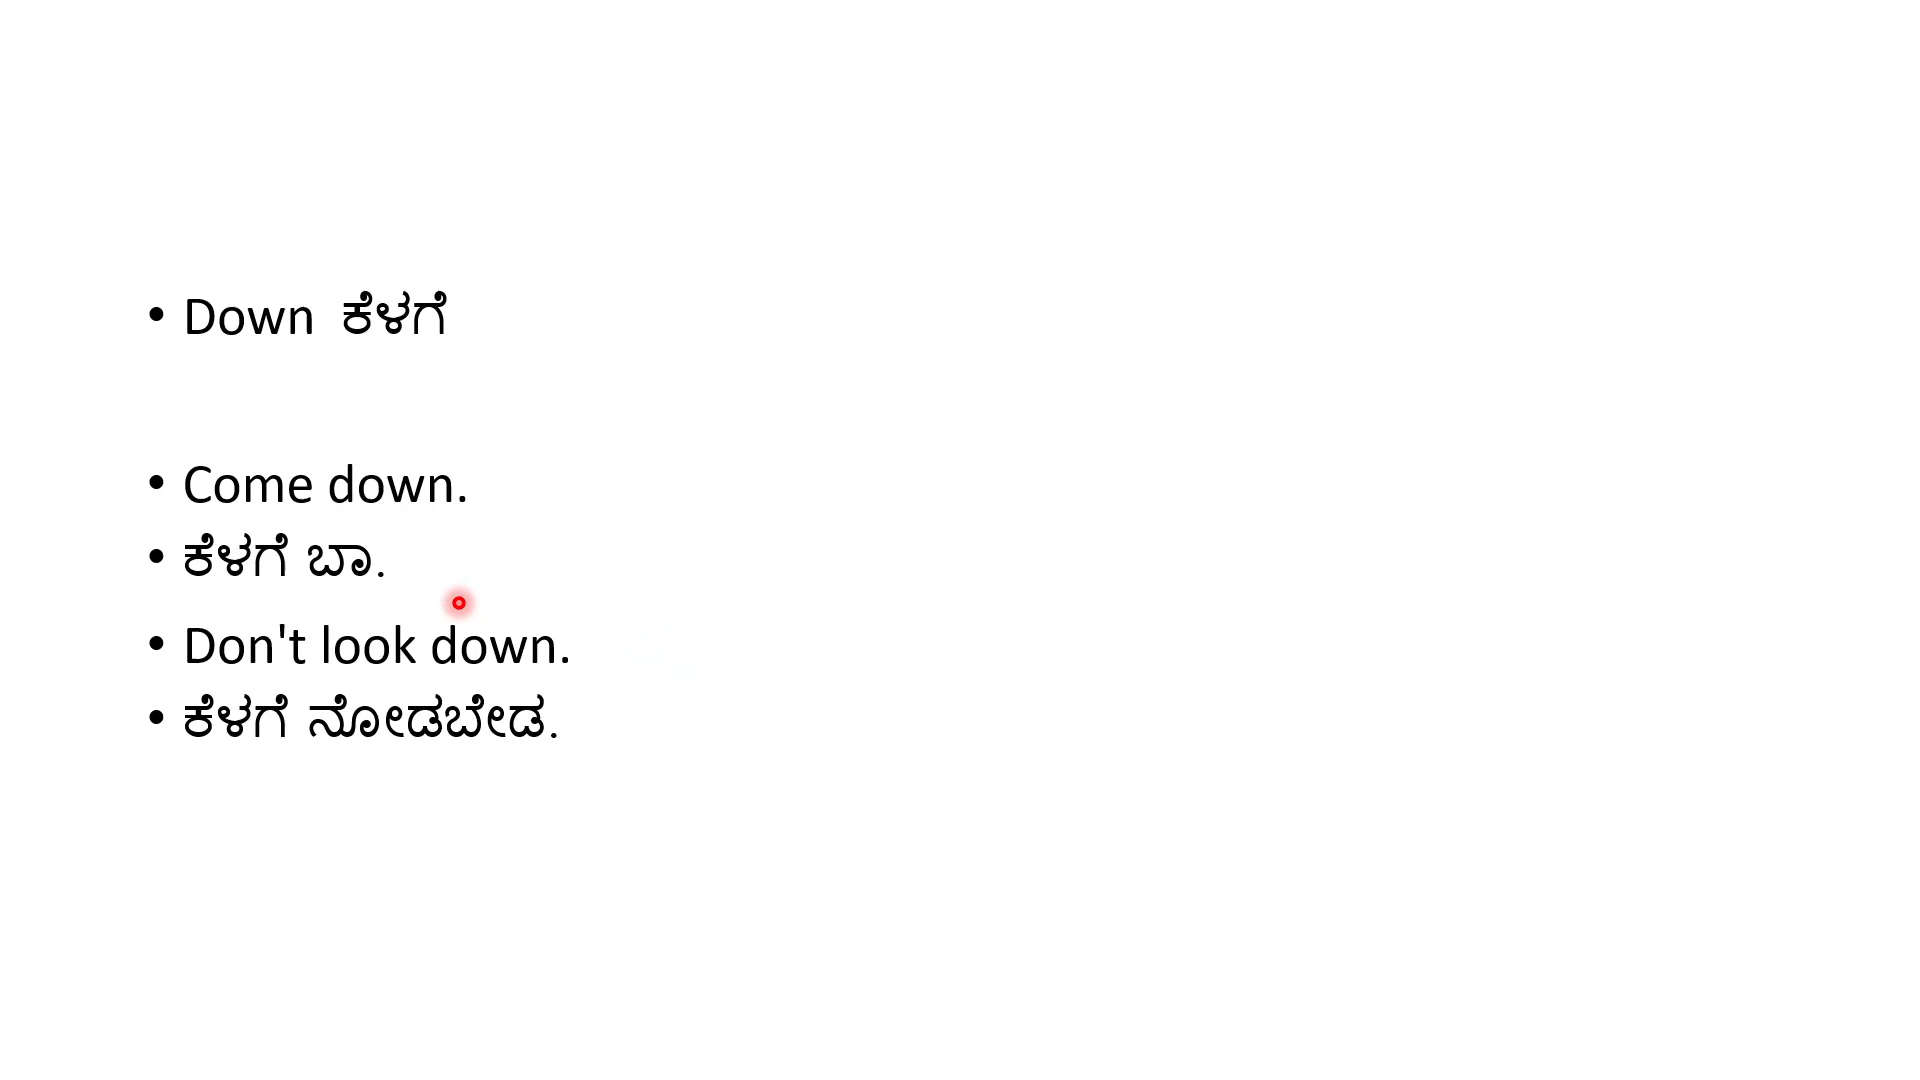 • Down  ಕೆಳಗೆ
• Come down.
• ಕೆಳಗೆ ಬಾ.
• Don't look down.
• ಕೆಳಗೆ ನೋಡಬೇಡ.